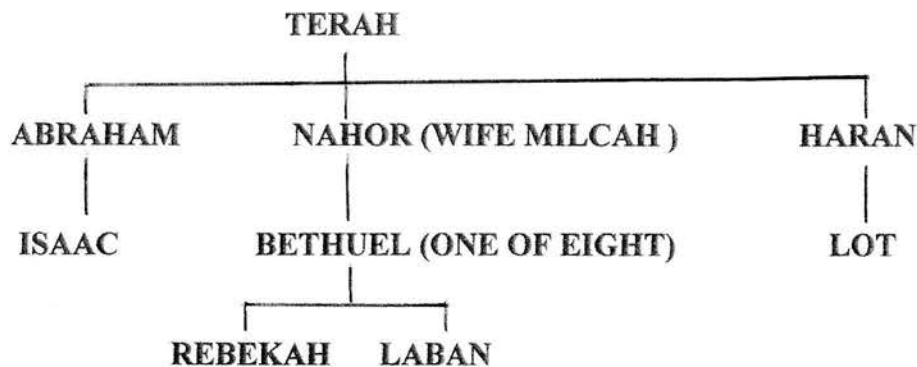 TERAH
ABRAHAM NAHOR (WIFE MILCAH ) HARAN
ISAAC BETHUEL (ONE OF EIGHT) LOT
REBEKAH LABAN